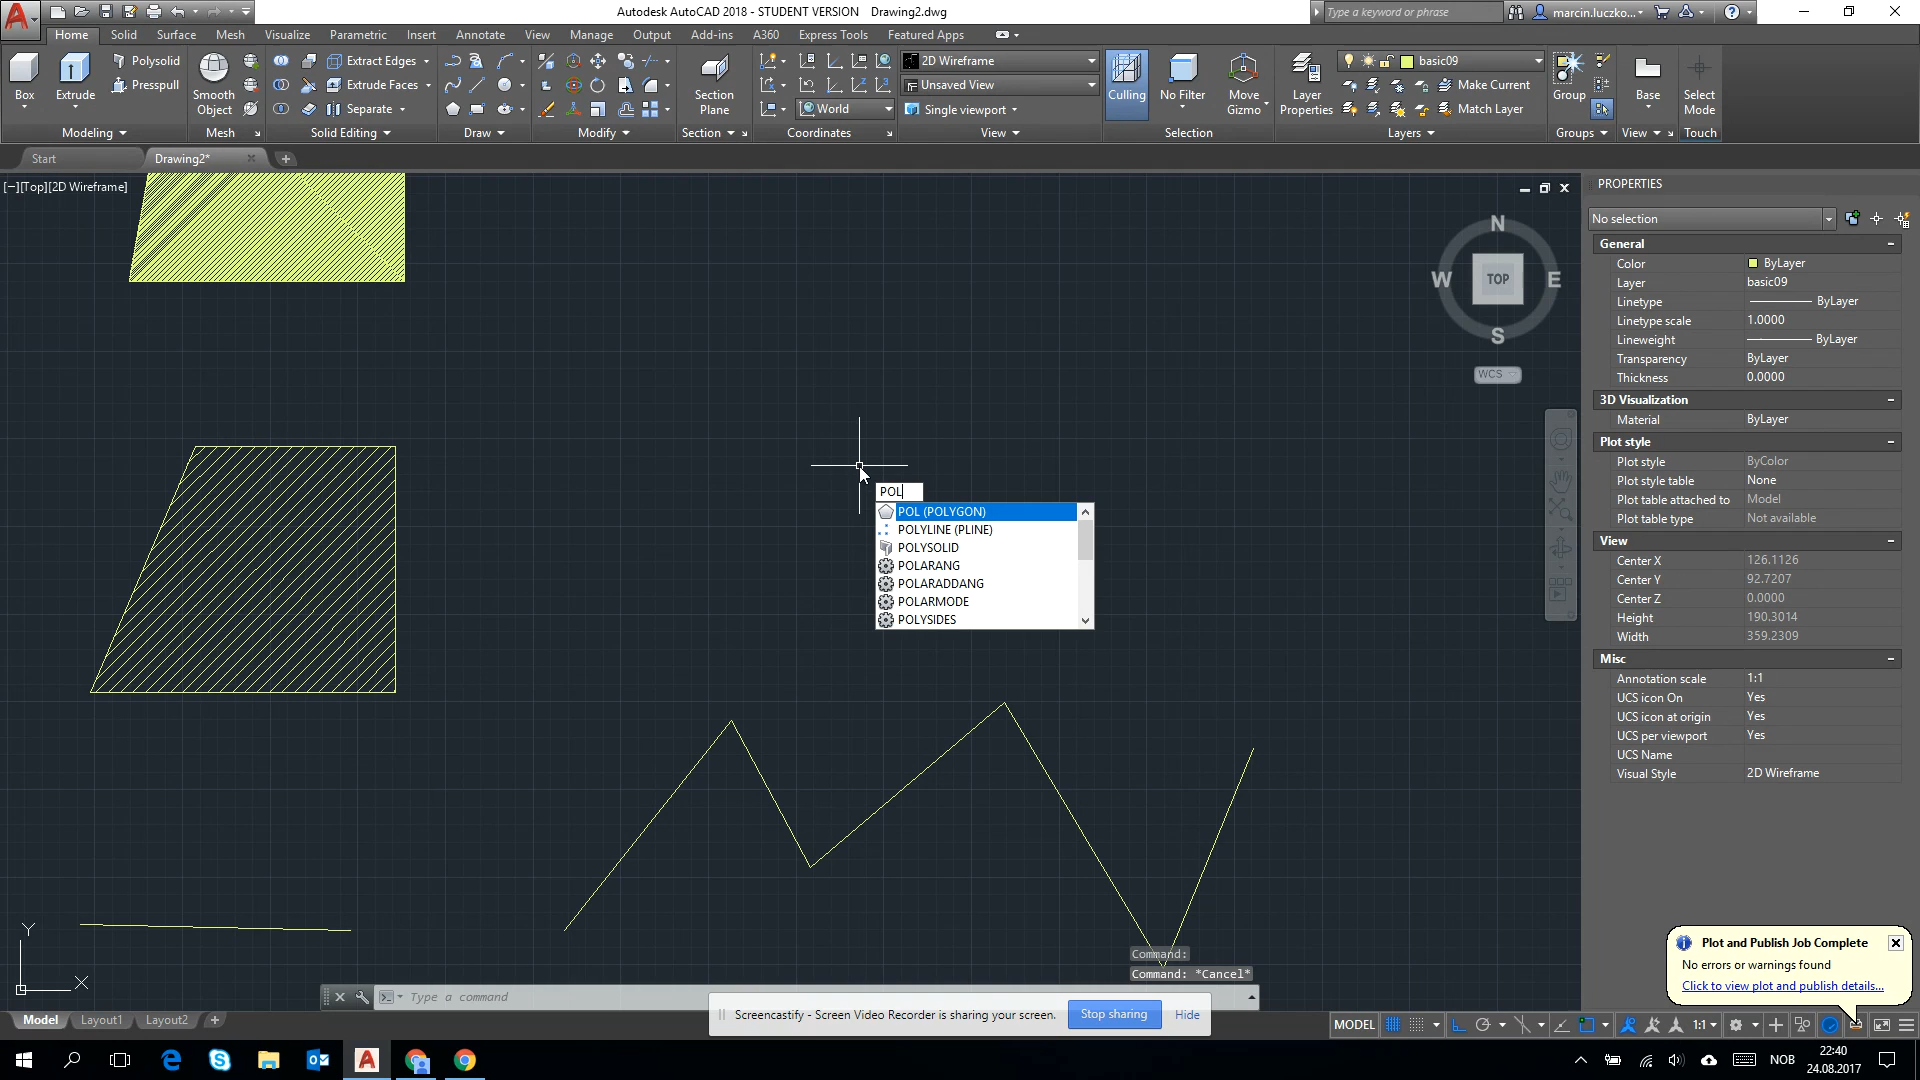 Autodesk AutoCAD 2018 - STUDENT VERSION Drawing2.dwg
Type a keyword or phrase
marcin.luczko...
Home Solid Surface Mesh Visualize Parametric Insert Annotate View Manage Output Add-ins A360 Express Tools Featured Apps
Box
Extrude
Polysolid
Presspull
Smooth
Object
Extract Edges
Extrude Faces
Separate
Section
Plane
World
2D Wireframe
Unsaved View
Single viewport
Culling
No Filter
Move
Gizmo
Layer
Properties
basic09
Make Current
Match Layer
Group
Base
Select
Mode
Modeling Mesh Solid Editing Draw Modify Section Coordinates View Selection Layers Groups View Touch
Start Drawing2*
[−][Top][2D Wireframe]
N
W TOP E
S
WCS
POL
POL (POLYGON)
POLYLINE (PLINE)
POLYSOLID
POLARANG
POLARADDANG
POLARMODE
POLYSIDES
PROPERTIES
No selection
General
Color ByLayer
Layer basic09
Linetype ByLayer
Linetype scale 1.0000
Lineweight ByLayer
Transparency ByLayer
Thickness 0.0000
3D Visualization
Material ByLayer
Plot style
Plot style ByColor
Plot style table None
Plot table attached to Model
Plot table type Not available
View
Center X 126.1126
Center Y 92.7207
Center Z 0.0000
Height 190.3014
Width 359.2309
Misc
Annotation scale 1:1
UCS icon On Yes
UCS icon at origin Yes
UCS per viewport Yes
UCS Name
Visual Style 2D Wireframe
Y
X
Command:
Command: *Cancel*
Type a command
Plot and Publish Job Complete
No errors or warnings found
Click to view plot and publish details...
Screencastify - Screen Video Recorder is sharing your screen. Stop sharing Hide
Model Layout1 Layout2
MODEL 1:1
NOB
22:40
24.08.2017